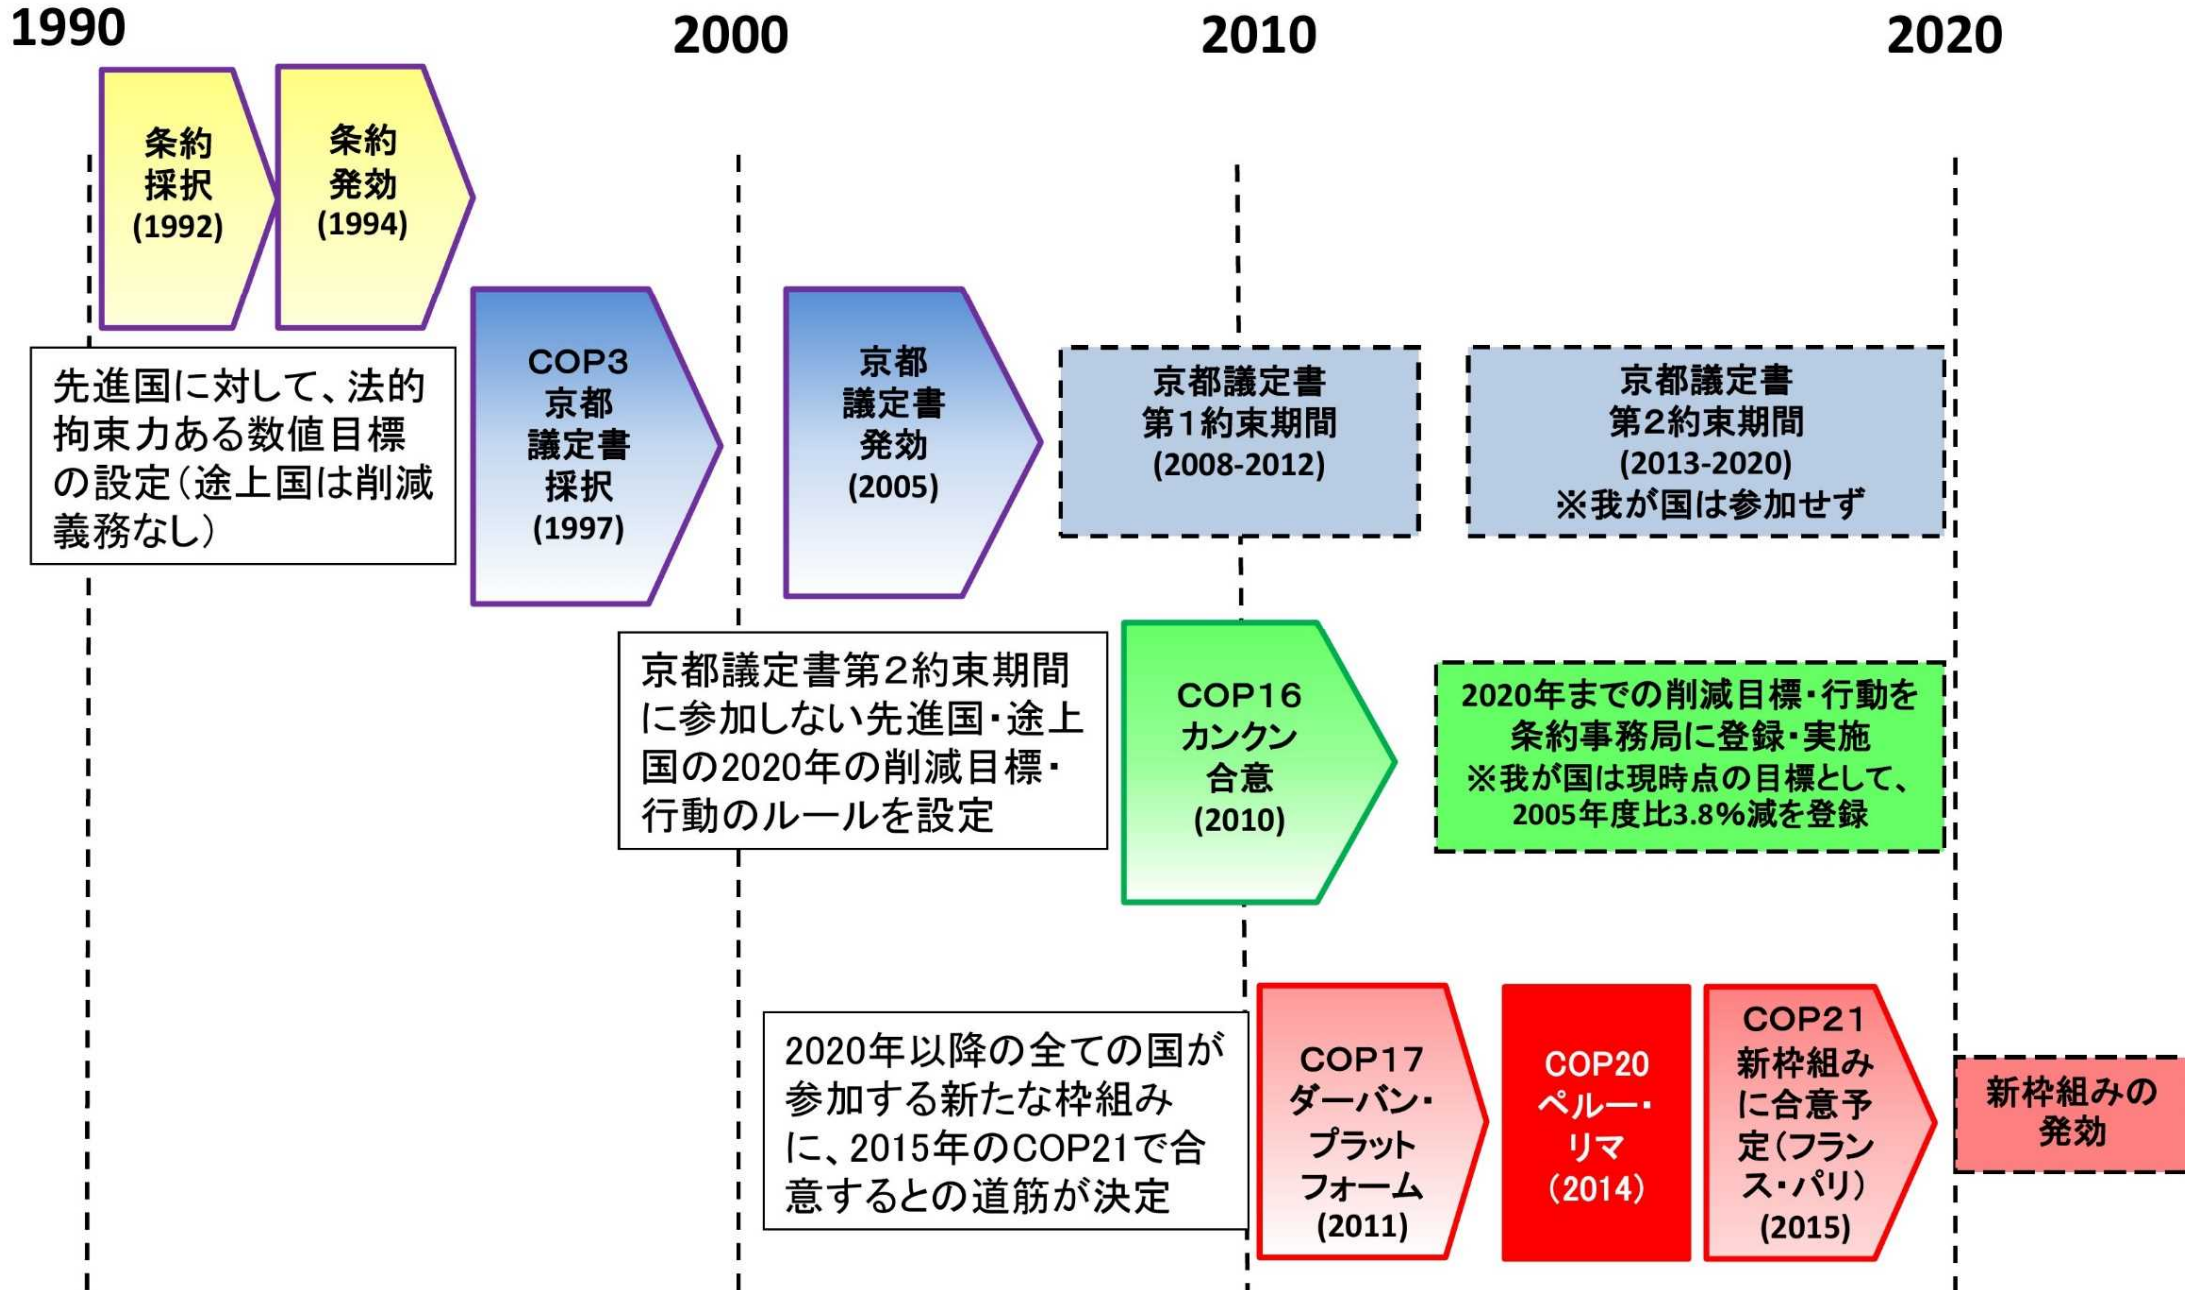 1990
2000
2010
2020
条約
採択
(1992)
条約
発効
(1994)
先進国に対して、法的
拘束力ある数値目標
の設定（途上国は削減
義務なし）
COP3
京都
議定書
採択
(1997)
京都
議定書
発効
(2005)
京都議定書
第１約束期間
(2008-2012)
京都議定書
第２約束期間
(2013-2020)
※我が国は参加せず
京都議定書第２約束期間
に参加しない先進国・途上
国の2020年の削減目標・
行動のルールを設定
COP16
カンクン
合意
(2010)
2020年までの削減目標・行動を
条約事務局に登録・実施
※我が国は現時点の目標として、
2005年度比3.8％減を登録
2020年以降の全ての国が
参加する新たな枠組み
に、2015年のCOP21で合
意するとの道筋が決定
COP17
ダーバン・
プラット
フォーム
(2011)
COP20
ペルー・
リマ
（2014）
COP21
新枠組み
に合意予
定（フラン
ス・パリ）
(2015)
新枠組みの
発効